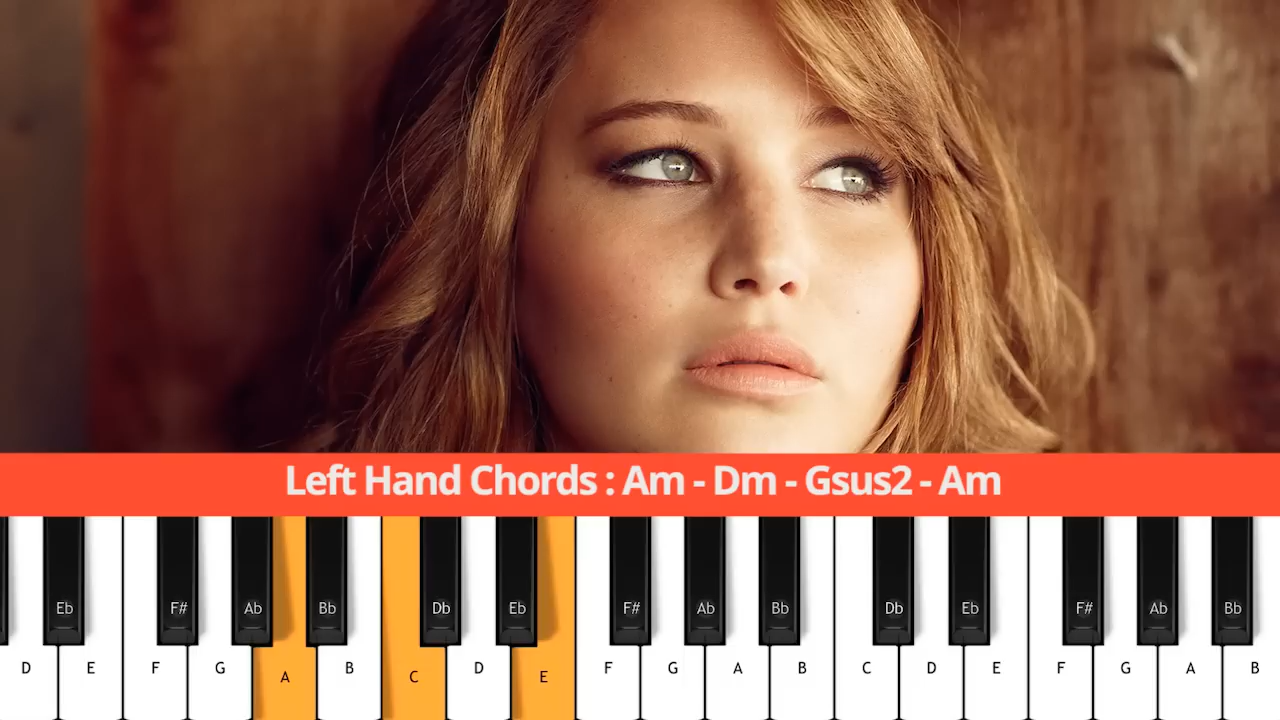 Left Hand Chords : Am - Dm - Gsus2 - Am
Eb F# Ab Bb Db Eb F# Ab Bb Db Eb F# Ab Bb
D E F G A B C D E F G A B C D E F G A B